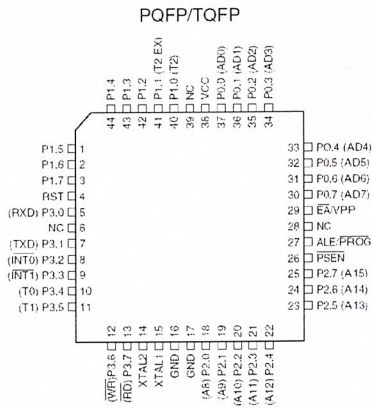 PQFP/TQFP
P1.4
P1.3
P1.2
P1.1 (T2 EX)
P1.0 (T2)
NC
VCC
P0.0 (AD0)
P0.1 (AD1)
P0.2 (AD2)
P0.3 (AD3)
44
43
42
41
40
39
38
37
36
35
34
P1.5 1
P1.6 2
P1.7 3
RST 4
(RXD) P3.0 5
NC 6
(TXD) P3.1 7
(INT0) P3.2 8
(INT1) P3.3 9
(T0) P3.4 10
(T1) P3.5 11
33 P0.4 (AD4)
32 P0.5 (AD5)
31 P0.6 (AD6)
30 P0.7 (AD7)
29 EA/VPP
28 NC
27 ALE/PROG
26 PSEN
25 P2.7 (A15)
24 P2.6 (A14)
23 P2.5 (A13)
12
13
14
15
16
17
18
19
20
21
22
(WR) P3.6
(RD) P3.7
XTAL2
XTAL1
GND
GND
(A8) P2.0
(A9) P2.1
(A10) P2.2
(A11) P2.3
(A12) P2.4